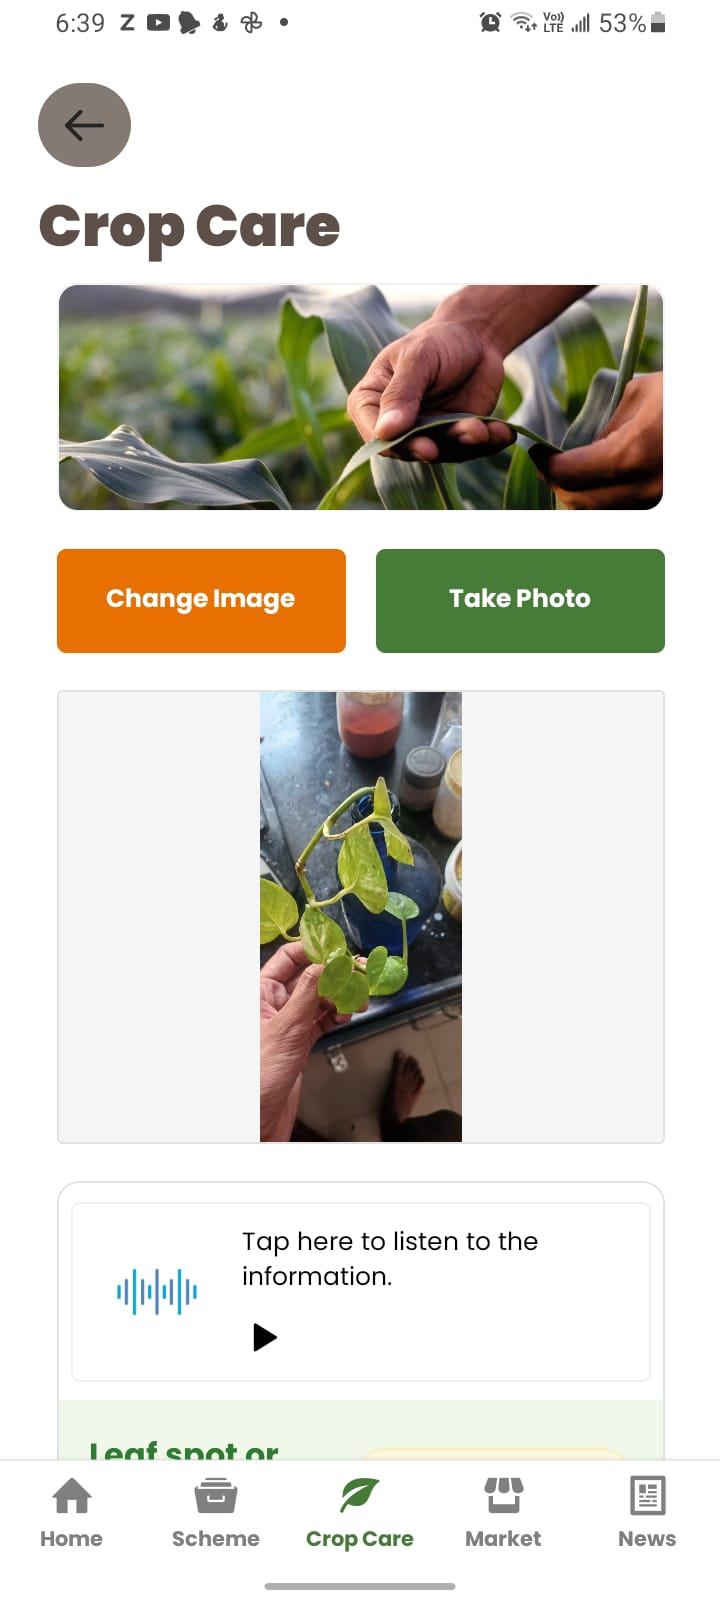 6:39
Vo))
LTE
53%
Crop Care
Change Image
Take Photo
Tap here to listen to the
information.
Leaf spot or
Home
Scheme
Crop Care
Market
News